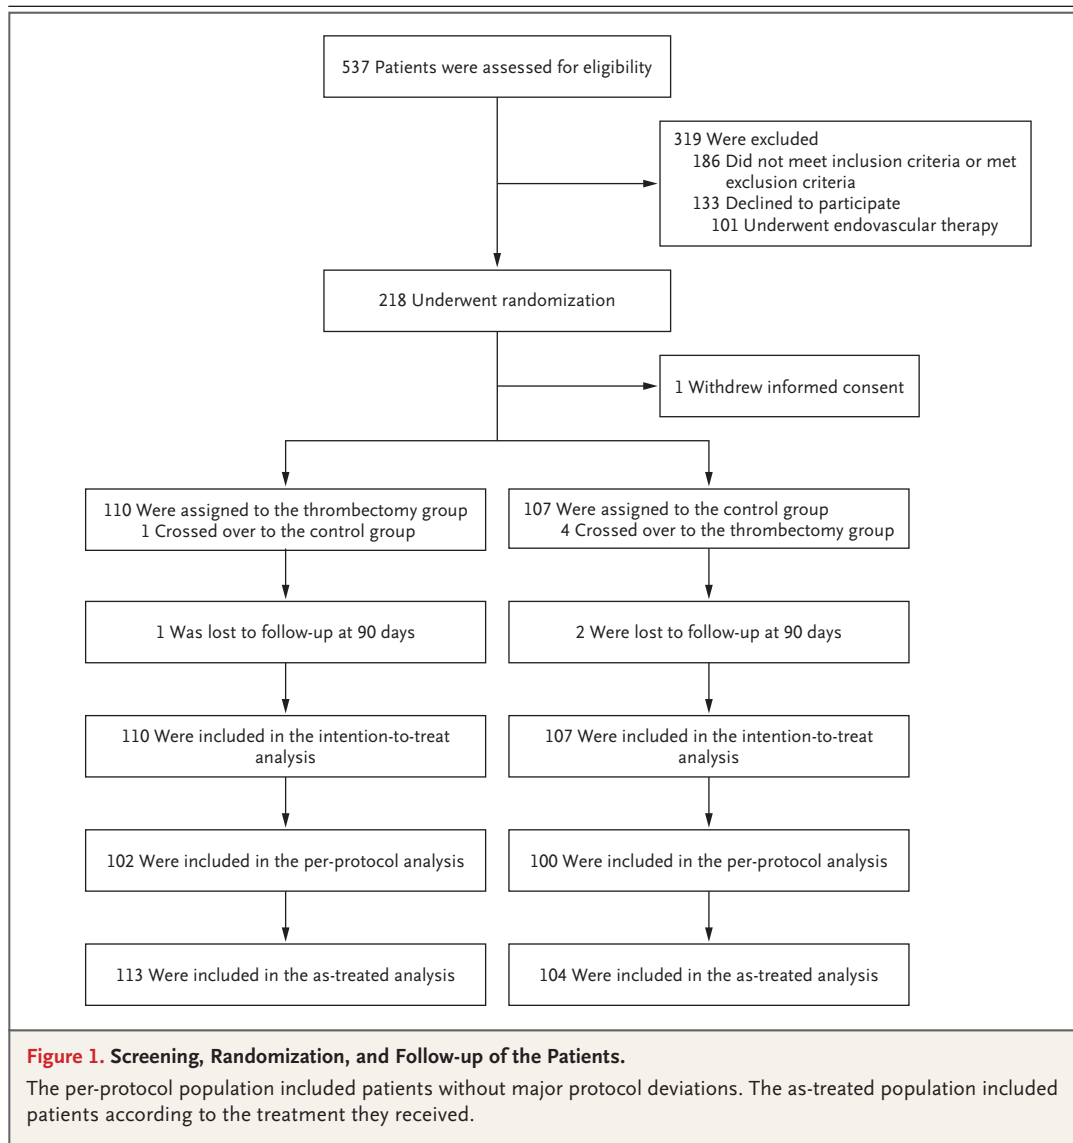 537 Patients were assessed for eligibility
319 Were excluded
186 Did not meet inclusion criteria or met
exclusion criteria
133 Declined to participate
101 Underwent endovascular therapy
218 Underwent randomization
1 Withdrew informed consent
110 Were assigned to the thrombectomy group
1 Crossed over to the control group
107 Were assigned to the control group
4 Crossed over to the thrombectomy group
1 Was lost to follow-up at 90 days
2 Were lost to follow-up at 90 days
110 Were included in the intention-to-treat
analysis
107 Were included in the intention-to-treat
analysis
102 Were included in the per-protocol analysis
100 Were included in the per-protocol analysis
113 Were included in the as-treated analysis
104 Were included in the as-treated analysis
Figure 1. Screening, Randomization, and Follow-up of the Patients.
The per-protocol population included patients without major protocol deviations. The as-treated population included
patients according to the treatment they received.